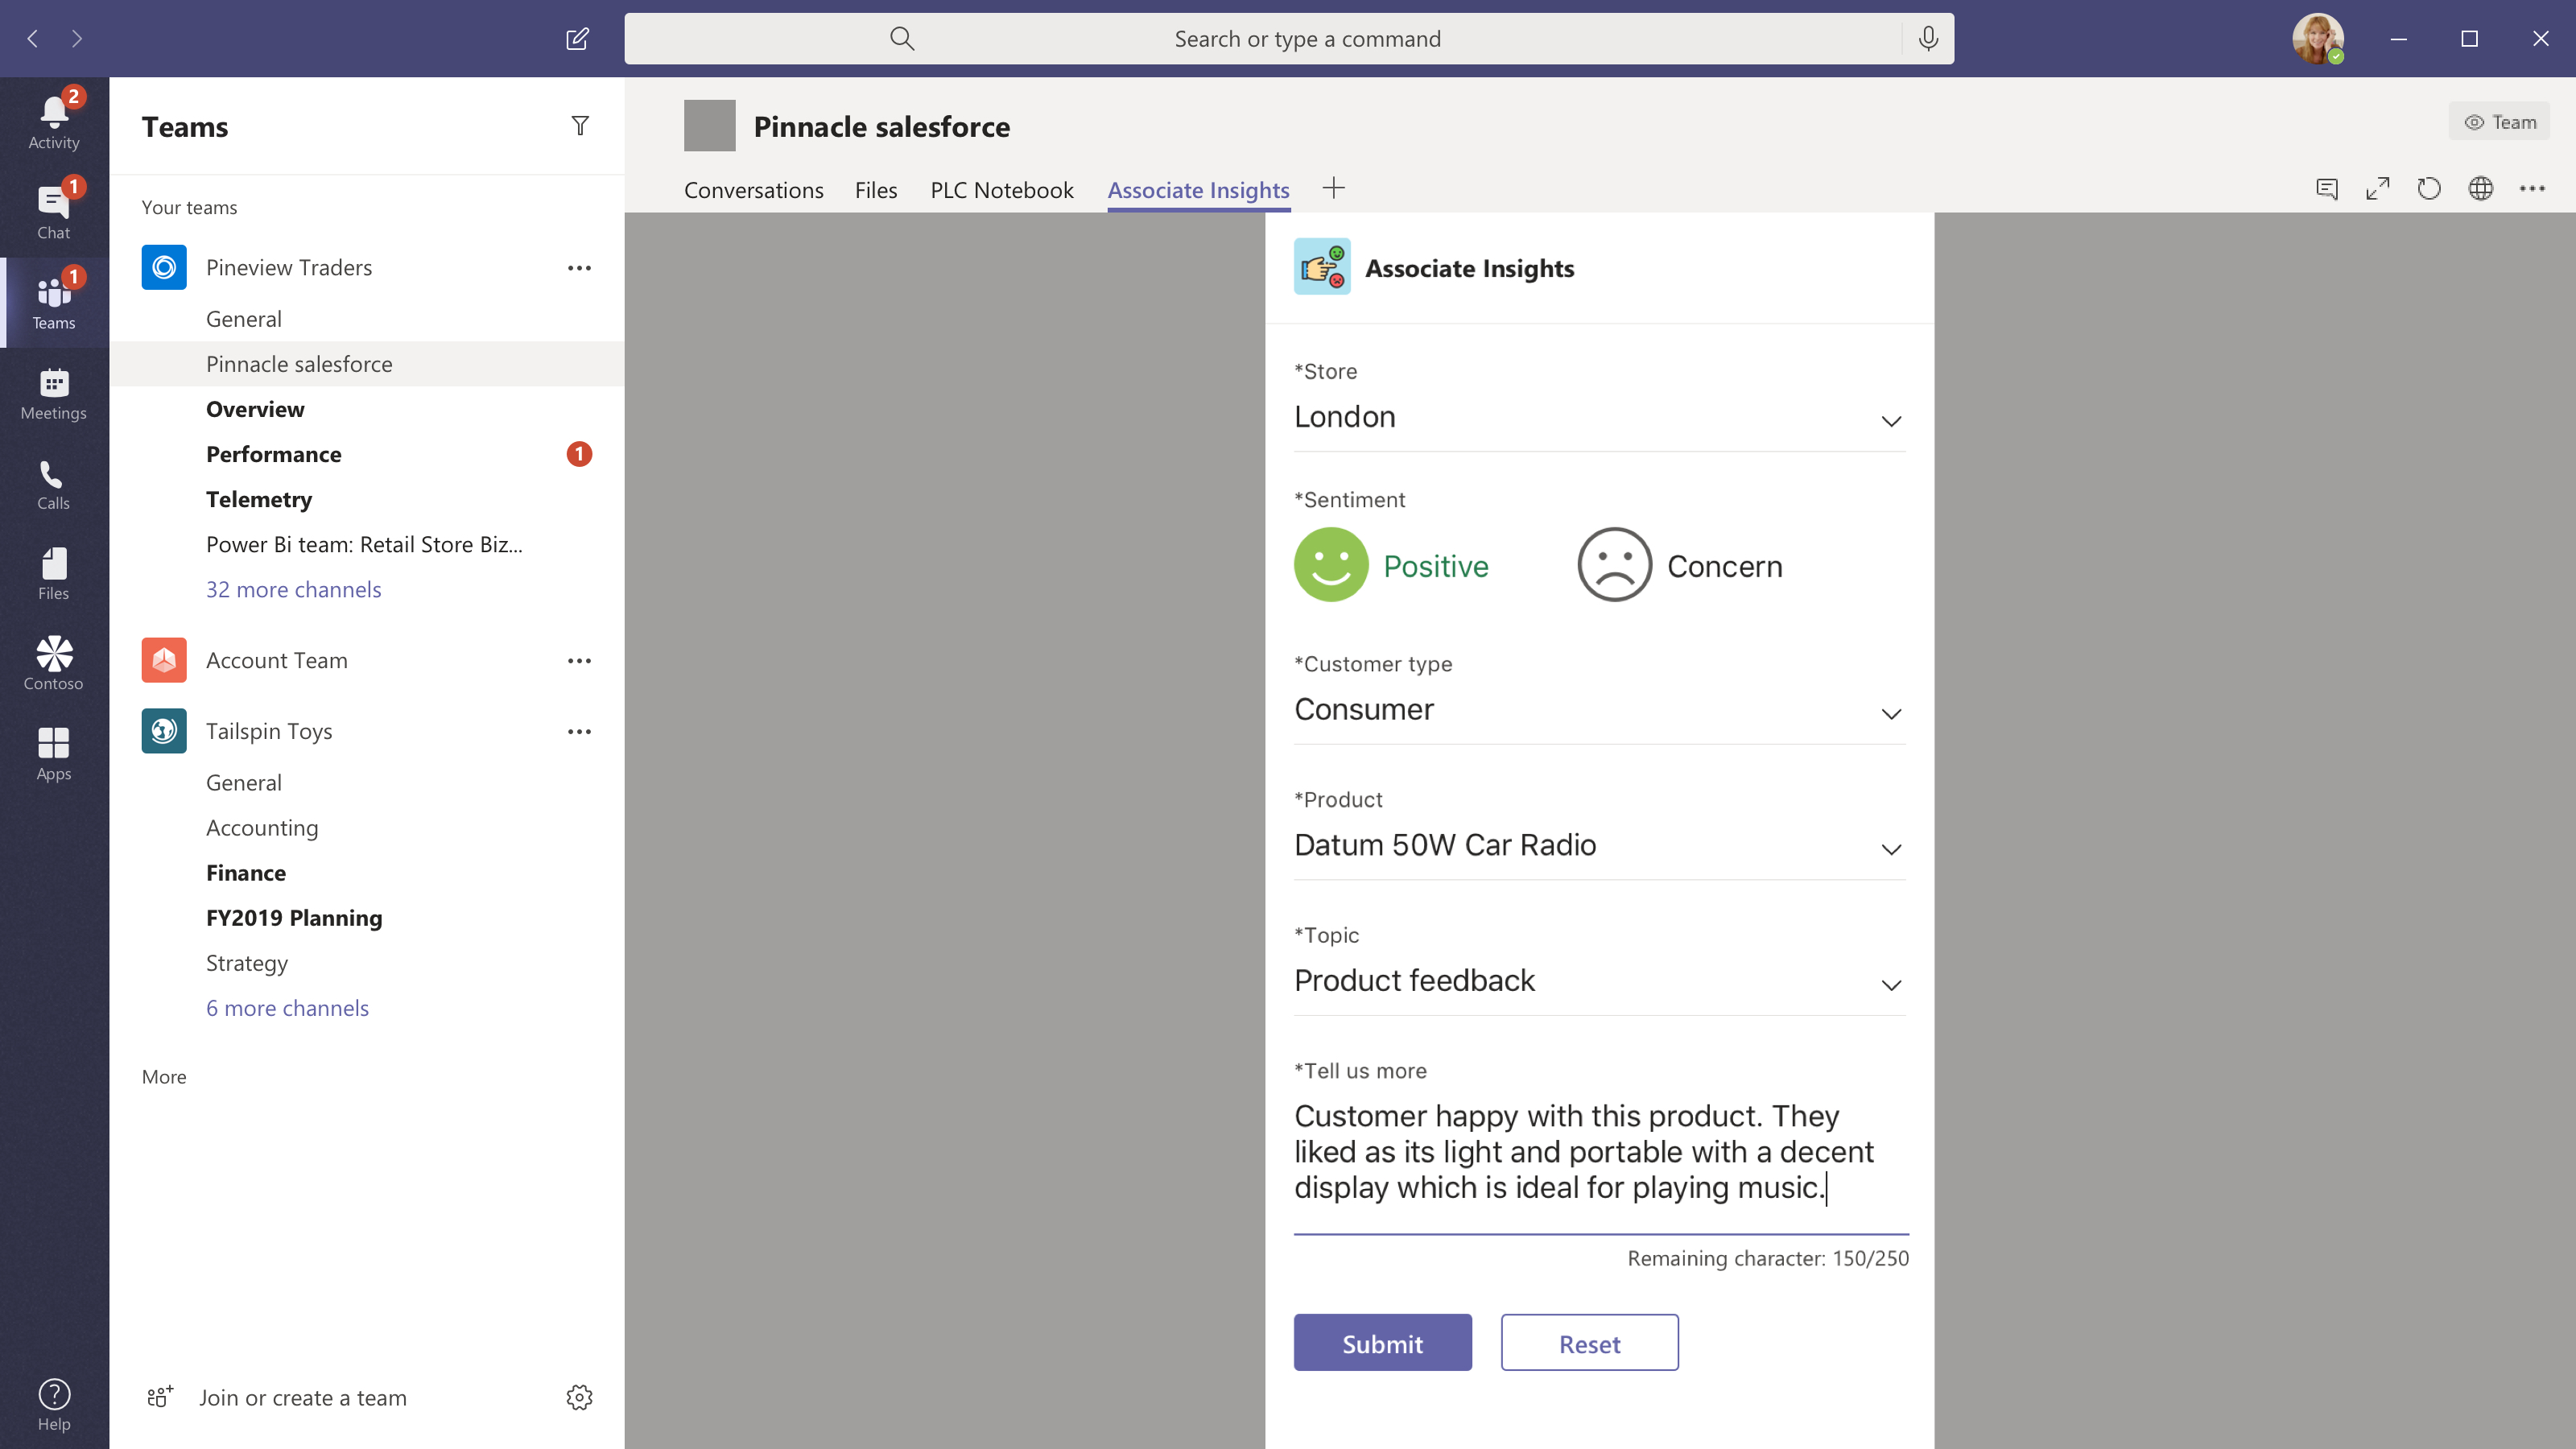 Search or type a command
2
Activity
1
Chat
1
Teams
Meetings
Calls
Files
Contoso
Apps
Help
Teams
Your teams
Pineview Traders
General
Pinnacle salesforce
Overview
Performance
1
Telemetry
Power Bi team: Retail Store Biz...
32 more channels
Account Team
Tailspin Toys
General
Accounting
Finance
FY2019 Planning
Strategy
6 more channels
More
Join or create a team
Pinnacle salesforce
Team
Conversations Files PLC Notebook Associate Insights
Associate Insights
*Store
London
*Sentiment
Positive Concern
*Customer type
Consumer
*Product
Datum 50W Car Radio
*Topic
Product feedback
*Tell us more
Customer happy with this product. They
liked as its light and portable with a decent
display which is ideal for playing music.
Remaining character: 150/250
Submit Reset